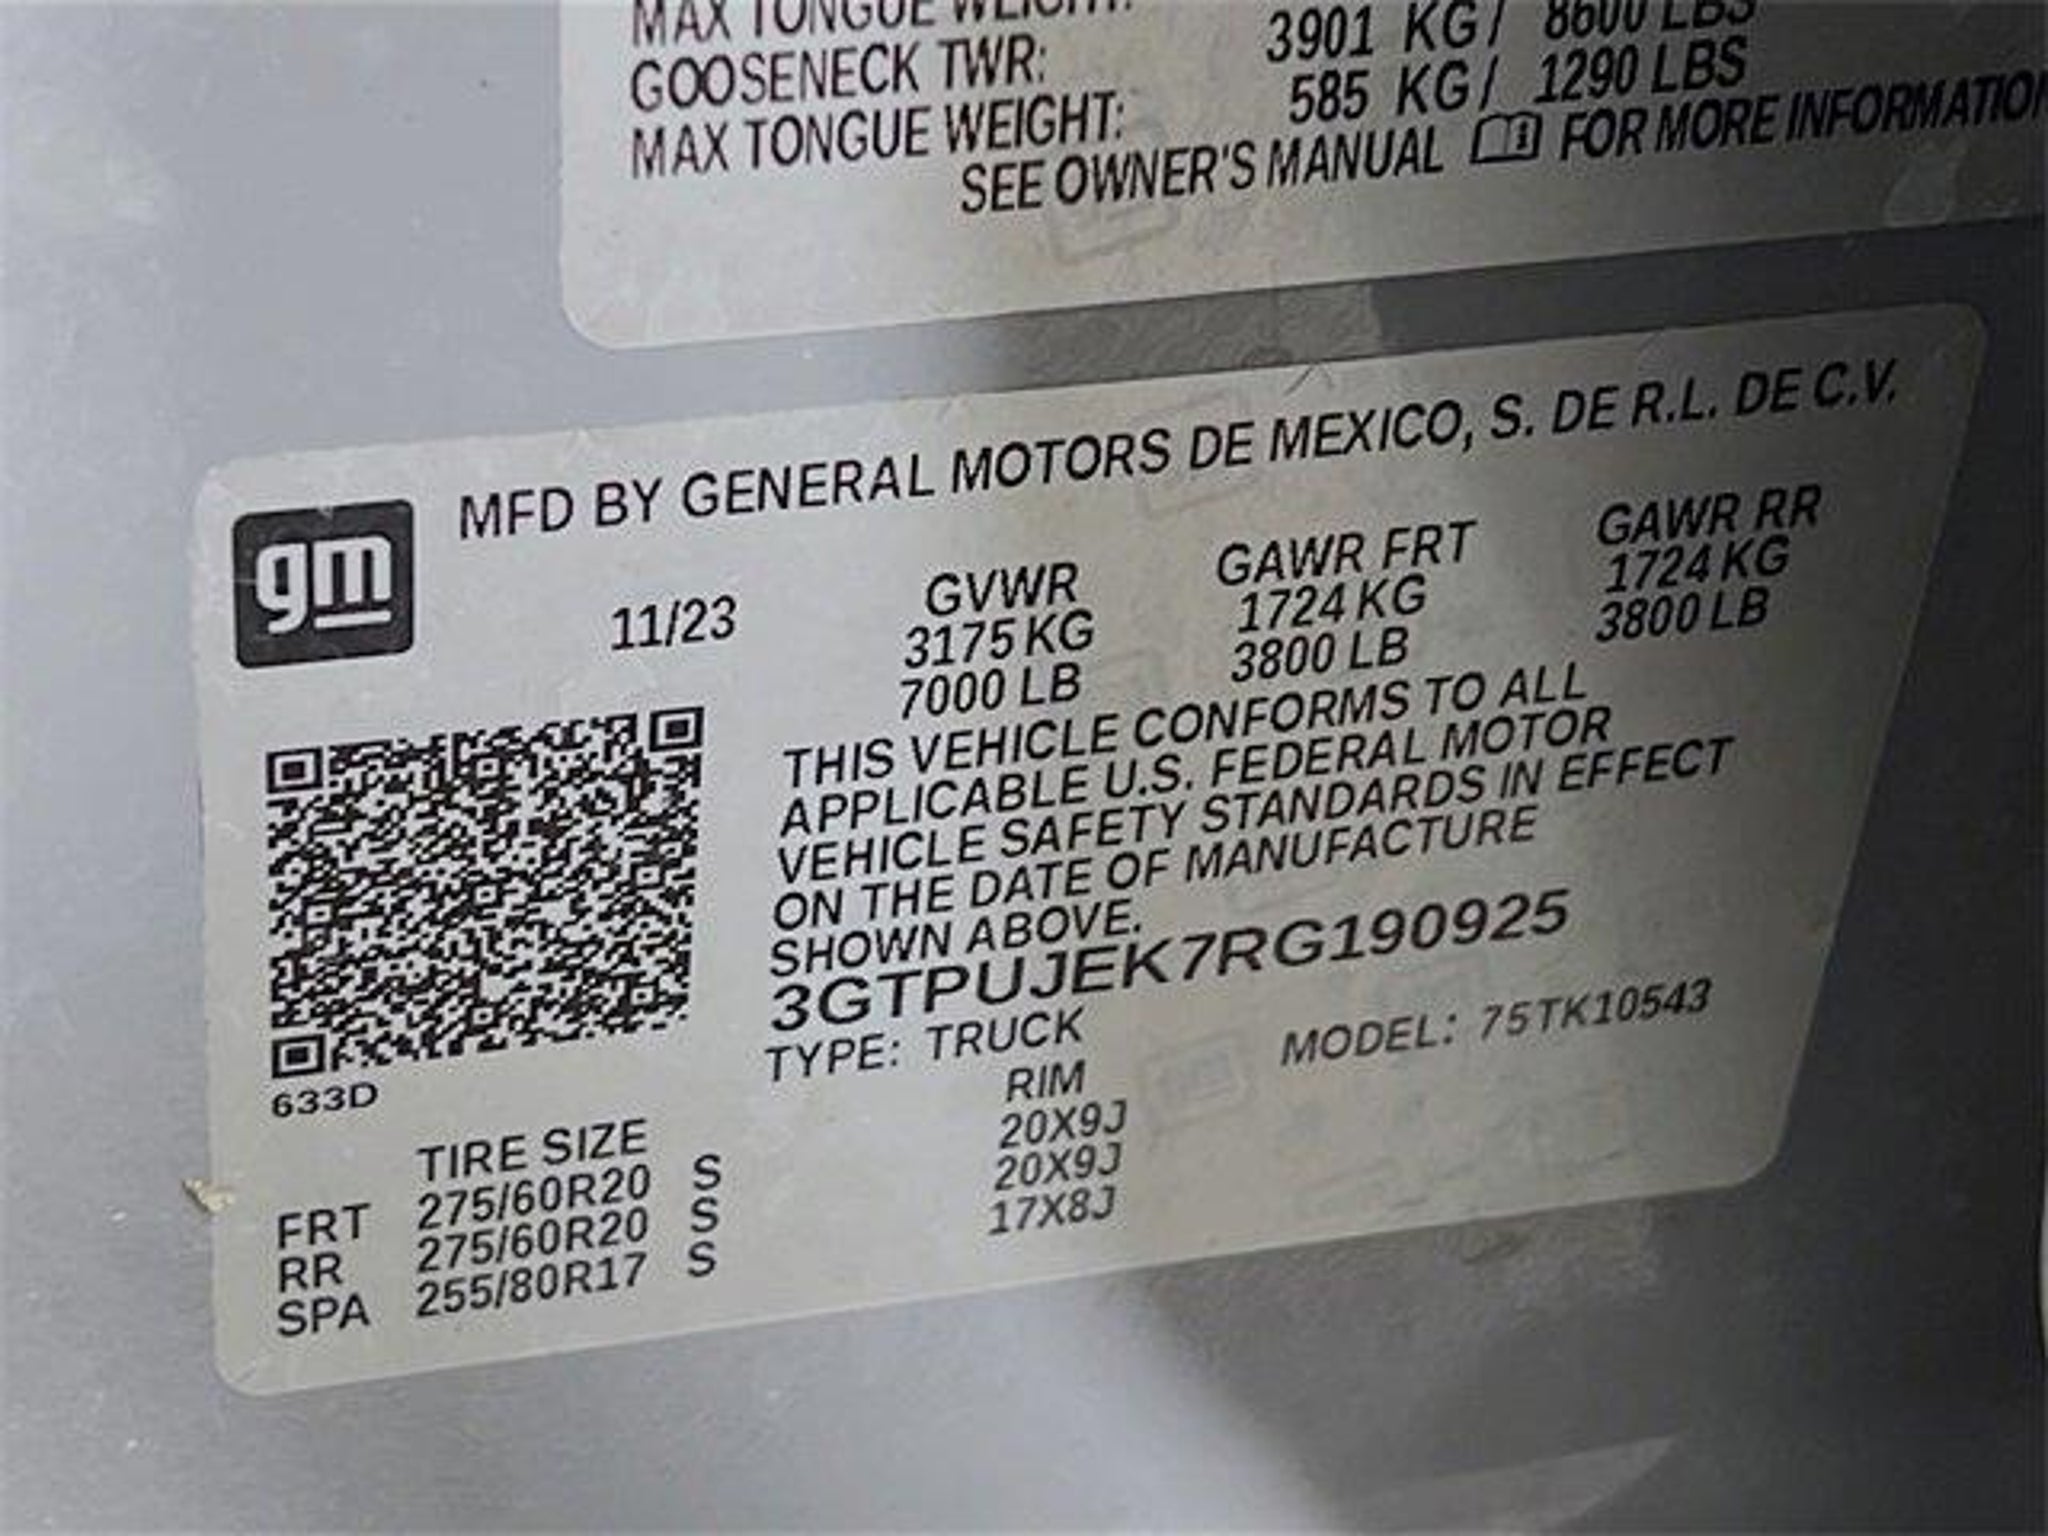 MAX TONGUE WEIGHT:
GOOSENECK TWR: 3901 KG / 8600 LBS
MAX TONGUE WEIGHT: 585 KG / 1290 LBS
SEE OWNER'S MANUAL FOR MORE INFORMATION
gm
MFD BY GENERAL MOTORS DE MEXICO, S. DE R.L. DE C.V.
11/23 GVWR GAWR FRT GAWR RR
3175 KG 1724 KG 1724 KG
7000 LB 3800 LB 3800 LB
THIS VEHICLE CONFORMS TO ALL
APPLICABLE U.S. FEDERAL MOTOR
VEHICLE SAFETY STANDARDS IN EFFECT
ON THE DATE OF MANUFACTURE
SHOWN ABOVE.
3GTPUJEK7RG190925
TYPE: TRUCK MODEL: 75TK10543
633D
TIRE SIZE RIM
FRT 275/60R20 S 20X9J
RR 275/60R20 S 20X9J
SPA 255/80R17 S 17X8J